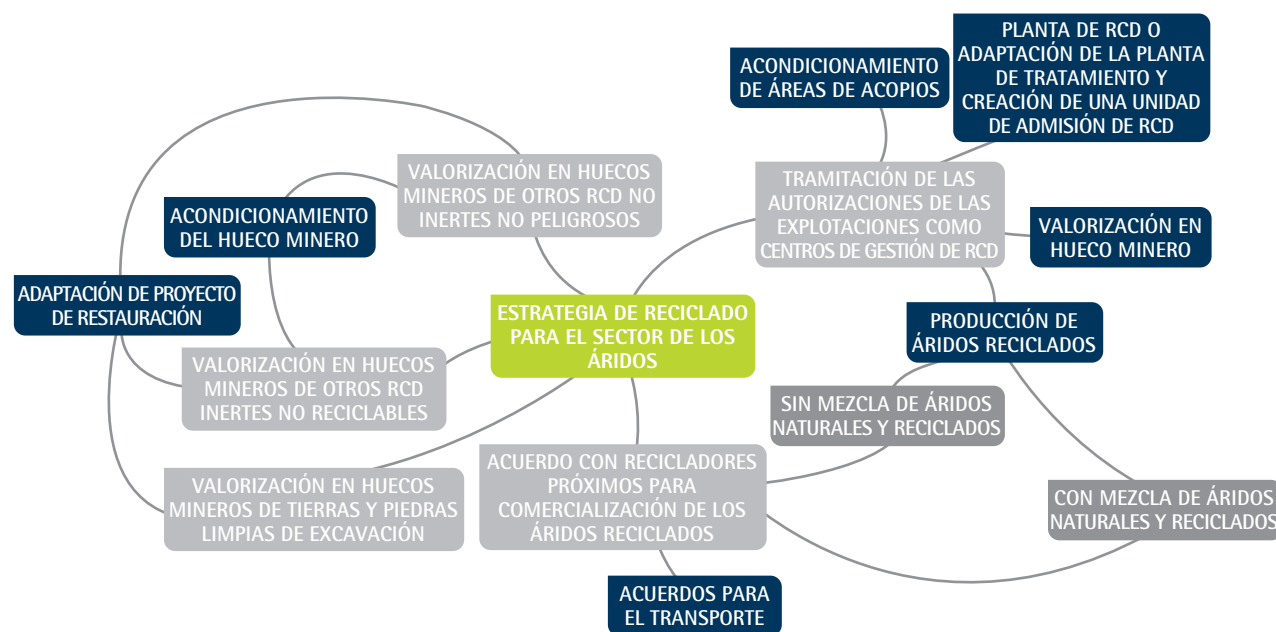 PLANTA DE RCD O
ADAPTACIÓN DE LA PLANTA
DE TRATAMIENTO Y
CREACIÓN DE UNA UNIDAD
DE ADMISIÓN DE RCD
ACONDICIONAMIENTO
DE ÁREAS DE ACOPIOS
VALORIZACIÓN EN HUECOS
MINEROS DE OTROS RCD NO
INERTES NO PELIGROSOS
TRAMITACIÓN DE LAS
AUTORIZACIONES DE LAS
EXPLOTACIONES COMO
CENTROS DE GESTIÓN DE RCD
ACONDICIONAMIENTO
DEL HUECO MINERO
VALORIZACIÓN EN
HUECO MINERO
ADAPTACIÓN DE PROYECTO
DE RESTAURACIÓN
ESTRATEGIA DE RECICLADO
PARA EL SECTOR DE LOS
ÁRIDOS
PRODUCCIÓN DE
ÁRIDOS RECICLADOS
VALORIZACIÓN EN HUECOS
MINEROS DE OTROS RCD
INERTES NO RECICLABLES
SIN MEZCLA DE ÁRIDOS
NATURALES Y RECICLADOS
VALORIZACIÓN EN HUECOS
MINEROS DE TIERRAS Y PIEDRAS
LIMPIAS DE EXCAVACIÓN
ACUERDO CON RECICLADORES
PRÓXIMOS PARA
COMERCIALIZACIÓN DE LOS
ÁRIDOS RECICLADOS
CON MEZCLA DE ÁRIDOS
NATURALES Y RECICLADOS
ACUERDOS PARA
EL TRANSPORTE